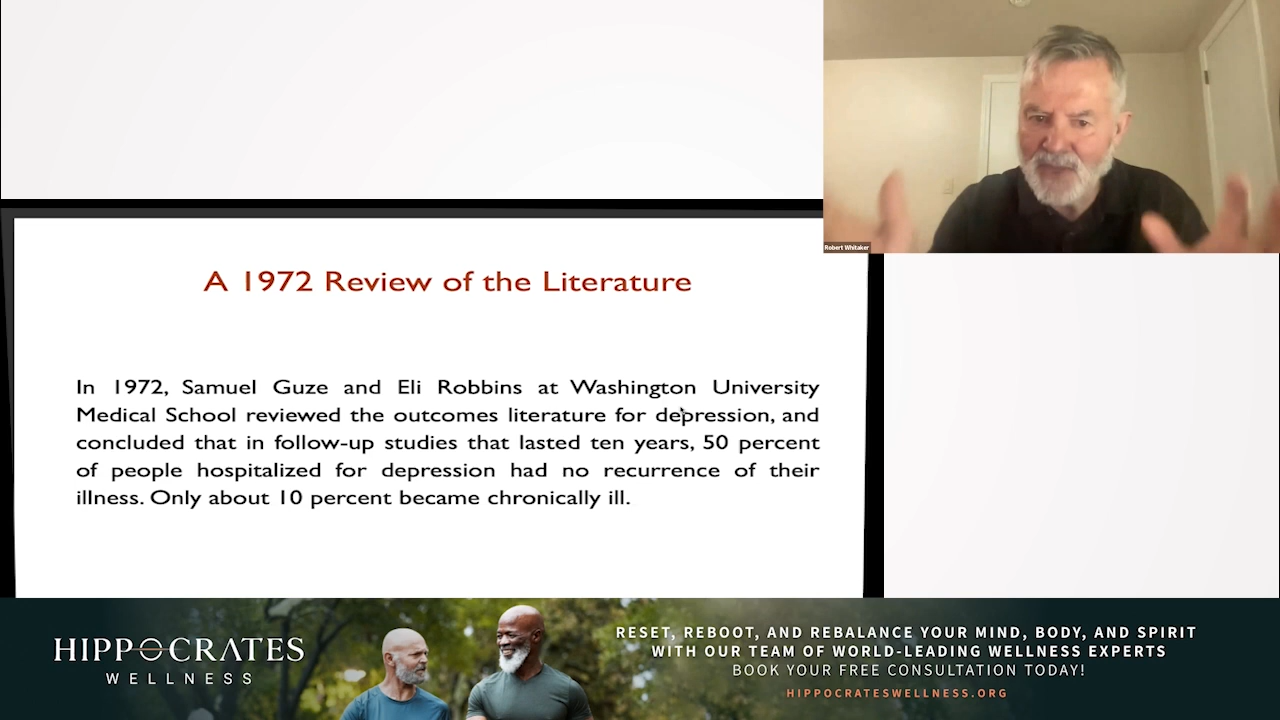 Robert Whitaker
A 1972 Review of the Literature
In 1972, Samuel Guze and Eli Robbins at Washington University
Medical School reviewed the outcomes literature for depression, and
concluded that in follow-up studies that lasted ten years, 50 percent
of people hospitalized for depression had no recurrence of their
illness. Only about 10 percent became chronically ill.
HIPPOCRATES
WELLNESS
RESET, REBOOT, AND REBALANCE YOUR MIND, BODY, AND SPIRIT
WITH OUR TEAM OF WORLD-LEADING WELLNESS EXPERTS
BOOK YOUR FREE CONSULTATION TODAY!
HIPPOCRATESWELLNESS.ORG